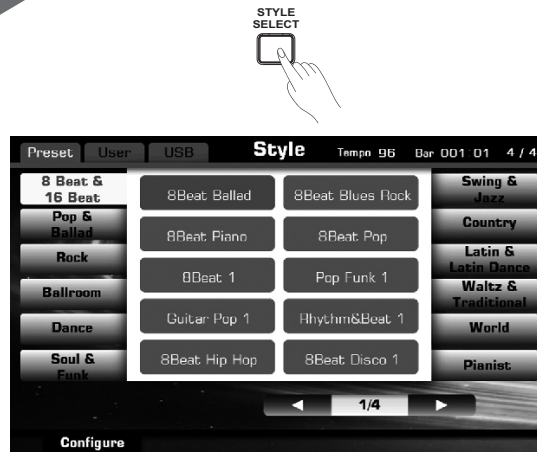 STYLE
SELECT
Preset User USB Style Tempo 96 Bar 001:01 4/4
8 Beat &
16 Beat
Pop &
Ballad
Rock
Ballroom
Dance
Soul &
Funk
8Beat Ballad 8Beat Blues Rock
8Beat Piano 8Beat Pop
8Beat 1 Pop Funk 1
Guitar Pop 1 Rhythm&Beat 1
8Beat Hip Hop 8Beat Disco 1
Swing &
Jazz
Country
Latin &
Latin Dance
Waltz &
Traditional
World
Pianist
1/4
Configure